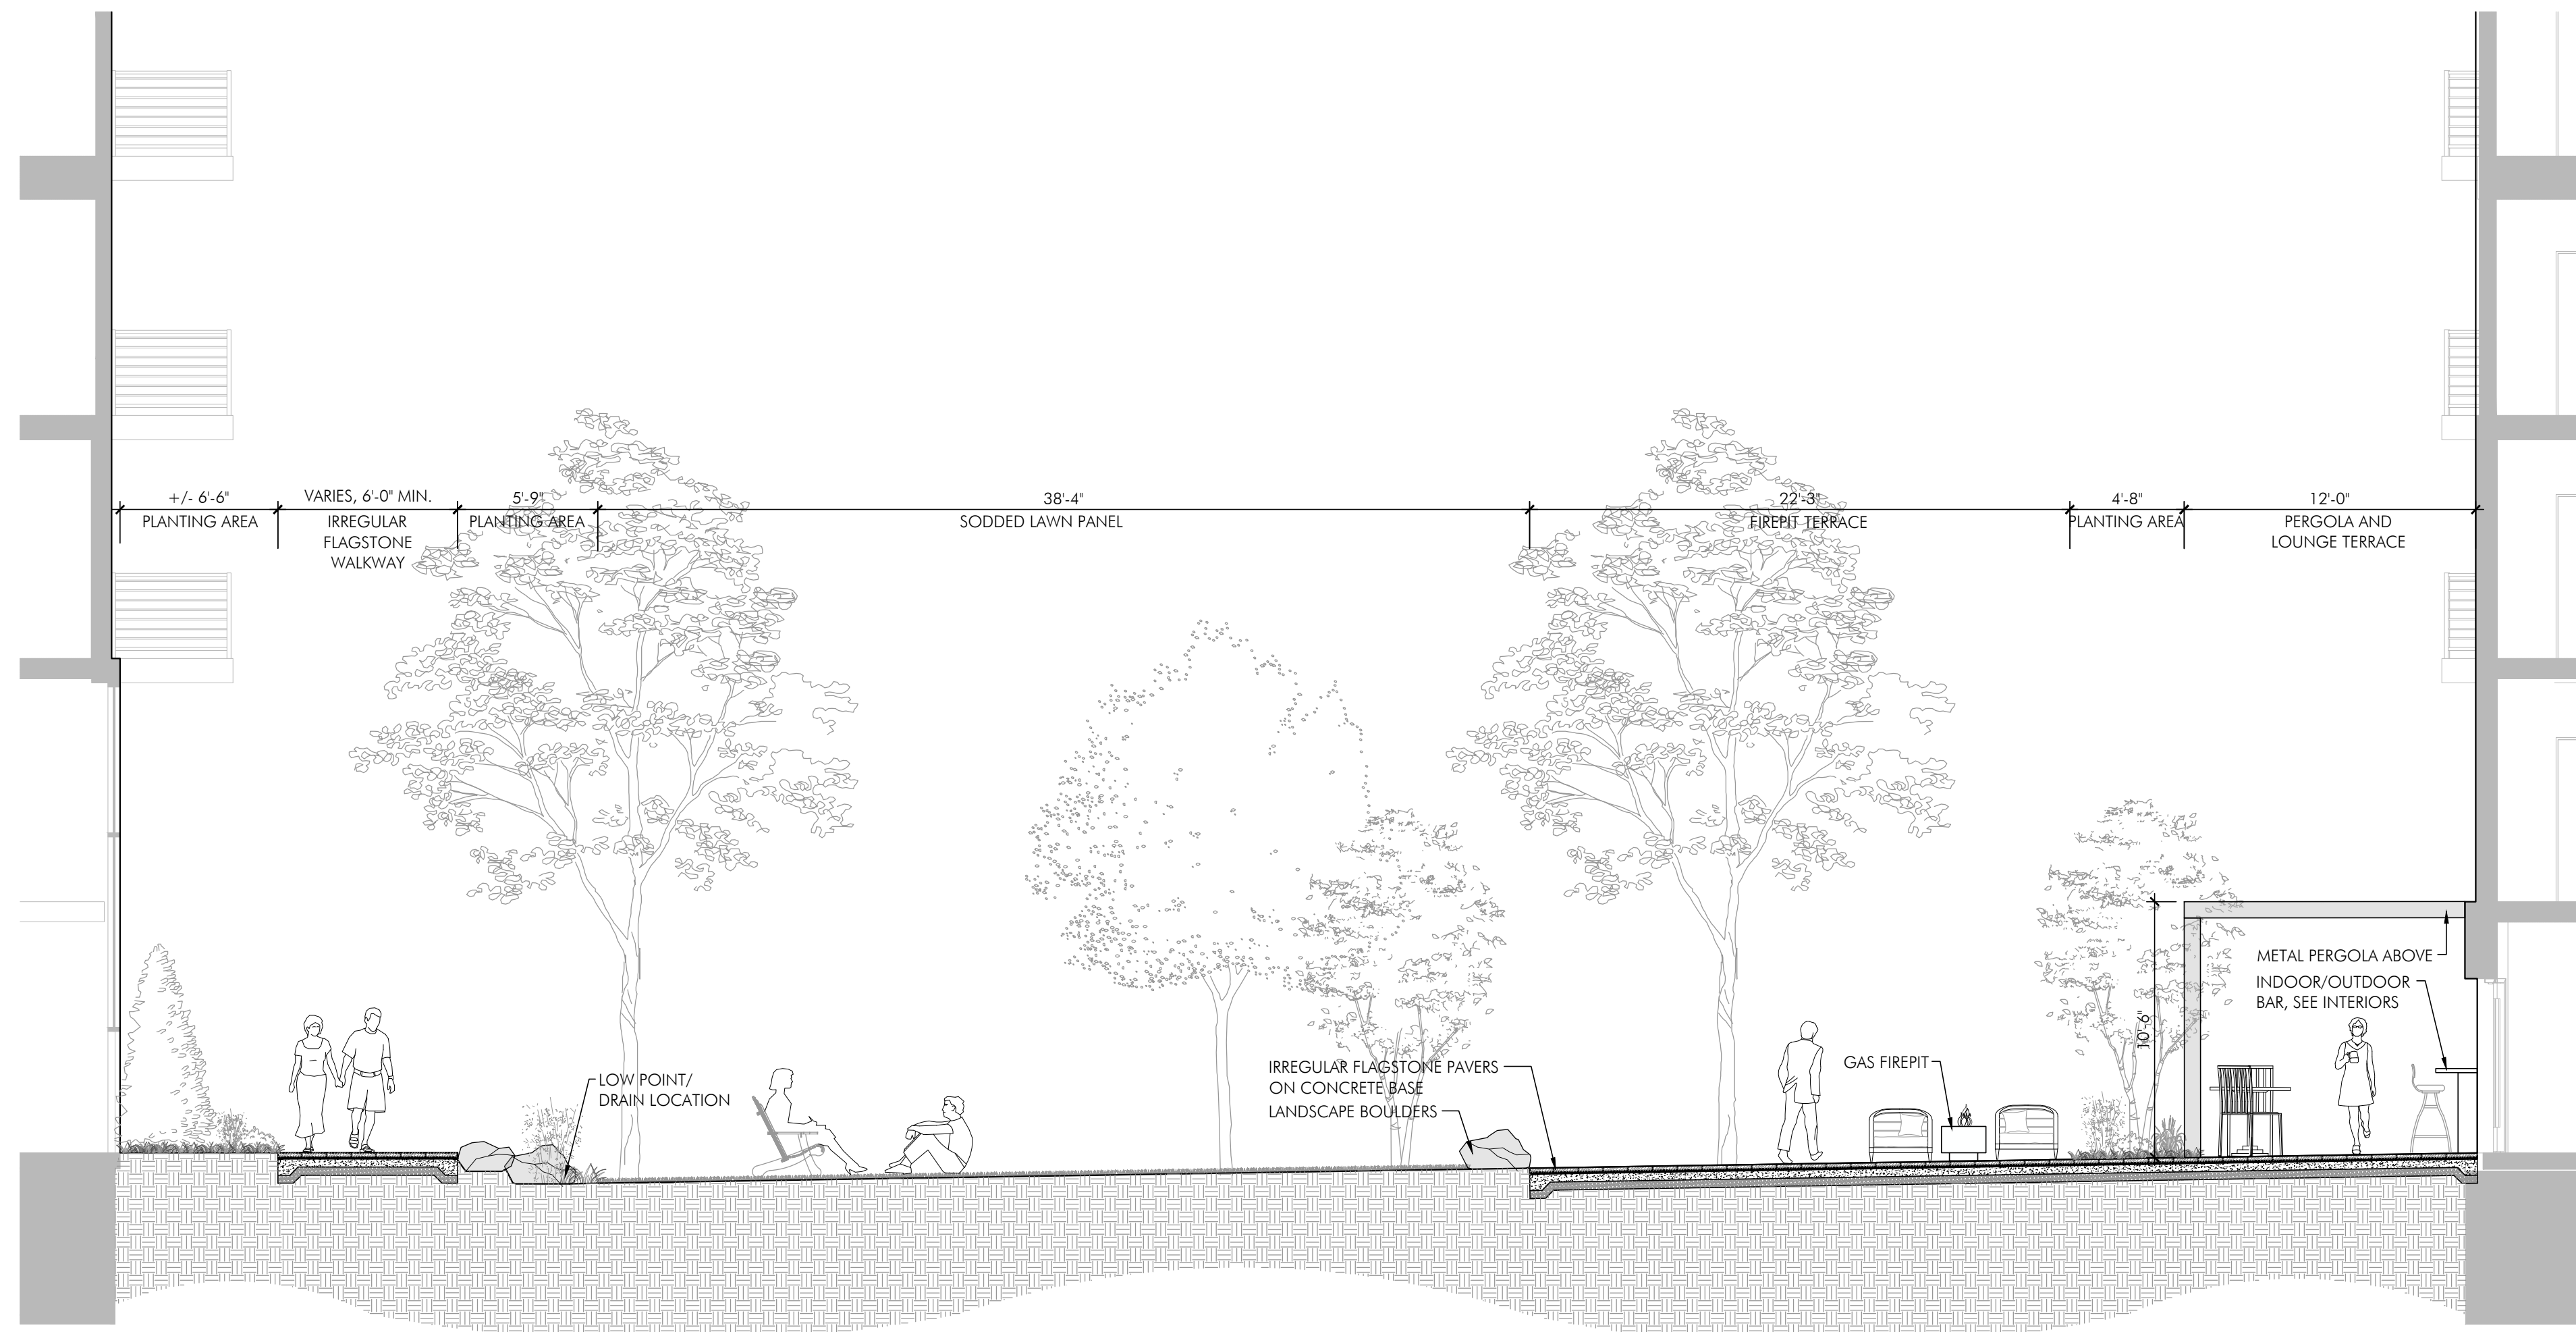 +/- 6'-6"
PLANTING AREA
VARIES, 6'-0" MIN.
IRREGULAR
FLAGSTONE
WALKWAY
5'-9"
PLANTING AREA
38'-4"
SODDED LAWN PANEL
22'-3"
FIREPIT TERRACE
4'-8"
PLANTING AREA
12'-0"
PERGOLA AND
LOUNGE TERRACE
METAL PERGOLA ABOVE
INDOOR/OUTDOOR
BAR, SEE INTERIORS
10'-6"
LOW POINT/
DRAIN LOCATION
IRREGULAR FLAGSTONE PAVERS
ON CONCRETE BASE
LANDSCAPE BOULDERS
GAS FIREPIT